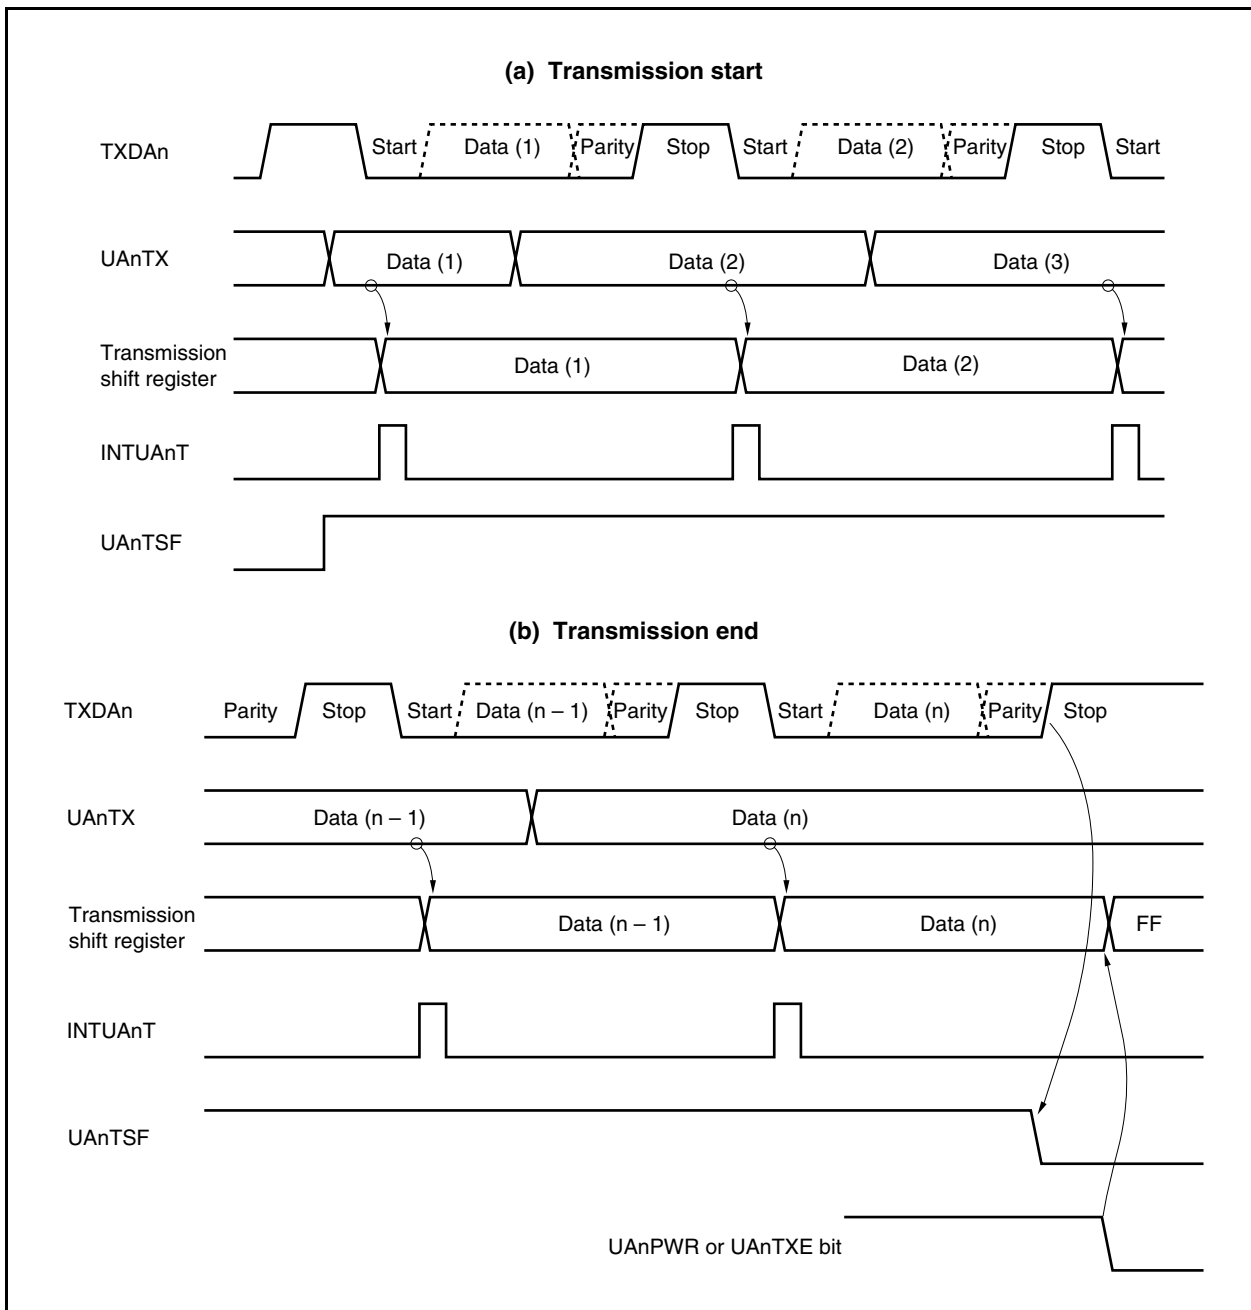 (a) Transmission start
TXDAn
Start Data (1) Parity Stop Start Data (2) Parity Stop Start
UAnTX
Data (1) Data (2) Data (3)
Transmission
shift register
Data (1) Data (2)
INTUAnT
UAnTSF
(b) Transmission end
TXDAn
Parity Stop Start Data (n – 1) Parity Stop Start Data (n) Parity Stop
UAnTX
Data (n – 1) Data (n)
Transmission
shift register
Data (n – 1) Data (n) FF
INTUAnT
UAnTSF
UAnPWR or UAnTXE bit